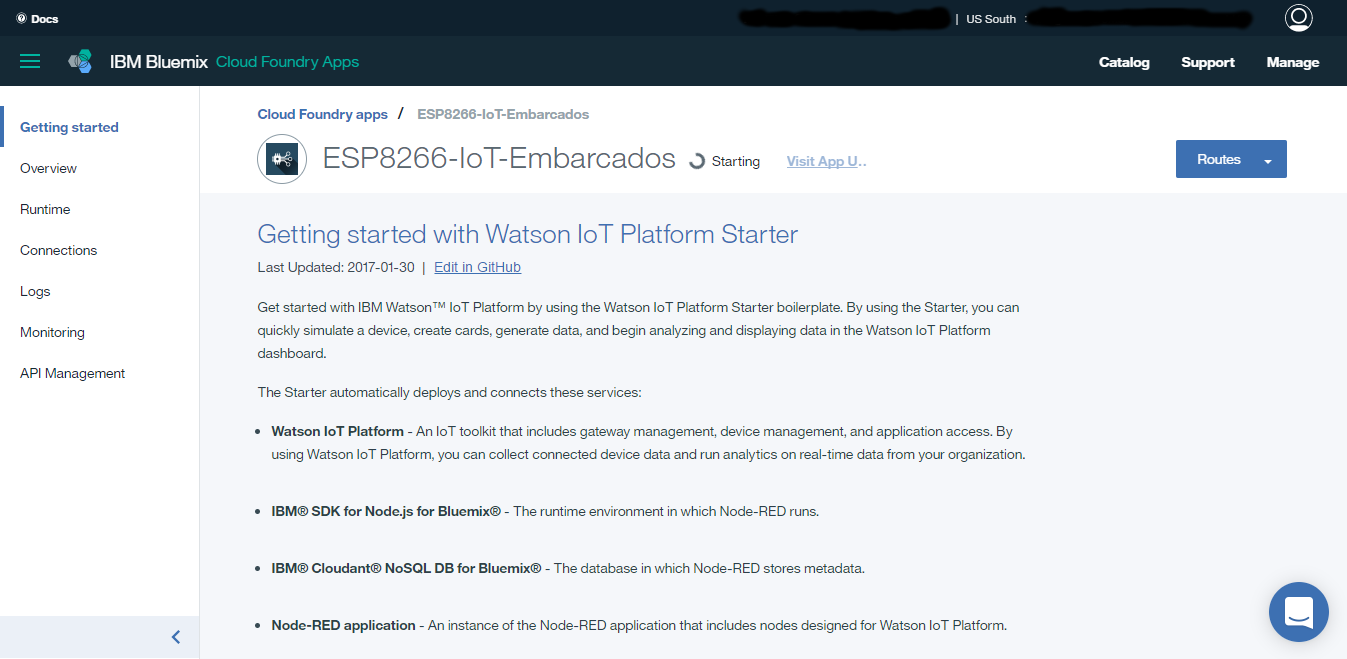 Docs
| US South :
IBM Bluemix Cloud Foundry Apps
Catalog Support Manage
Getting started
Overview
Runtime
Connections
Logs
Monitoring
API Management
Cloud Foundry apps / ESP8266-IoT-Embarcados
ESP8266-IoT-Embarcados Starting Visit App U..
Routes
Getting started with Watson IoT Platform Starter
Last Updated: 2017-01-30 | Edit in GitHub
Get started with IBM Watson™ IoT Platform by using the Watson IoT Platform Starter boilerplate. By using the Starter, you can
quickly simulate a device, create cards, generate data, and begin analyzing and displaying data in the Watson IoT Platform
dashboard.
The Starter automatically deploys and connects these services:
• Watson IoT Platform - An IoT toolkit that includes gateway management, device management, and application access. By
using Watson IoT Platform, you can collect connected device data and run analytics on real-time data from your organization.
• IBM® SDK for Node.js for Bluemix® - The runtime environment in which Node-RED runs.
• IBM® Cloudant® NoSQL DB for Bluemix® - The database in which Node-RED stores metadata.
• Node-RED application - An instance of the Node-RED application that includes nodes designed for Watson IoT Platform.